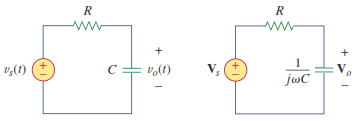 R
+
v_s(t) + −
C
v_o(t)
−
R
+
V_s + −
1/jωC
V_o
−